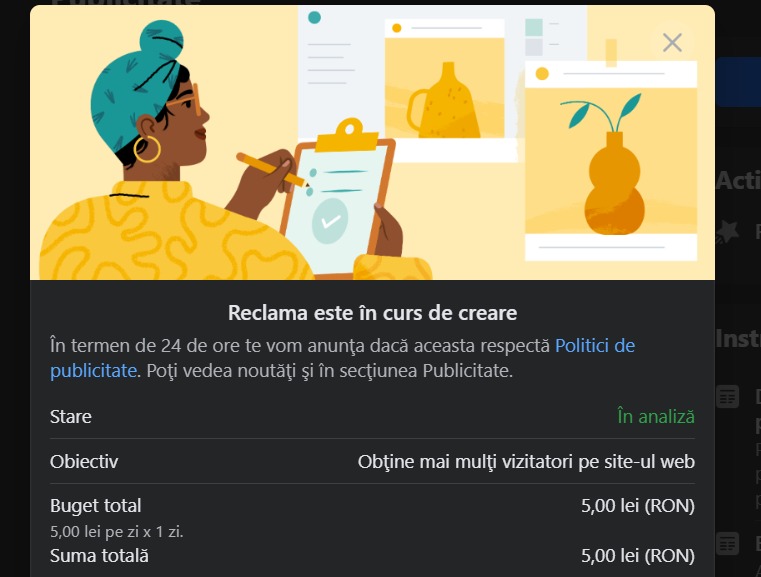 Publicitate
Reclama este în curs de creare
În termen de 24 de ore te vom anunţa dacă aceasta respectă Politici de
publicitate. Poţi vedea noutăţi şi în secţiunea Publicitate.
Stare
În analiză
Obiectiv
Obţine mai mulţi vizitatori pe site-ul web
Buget total
5,00 lei (RON)
5,00 lei pe zi x 1 zi.
Suma totală
5,00 lei (RON)
Acti
Inst